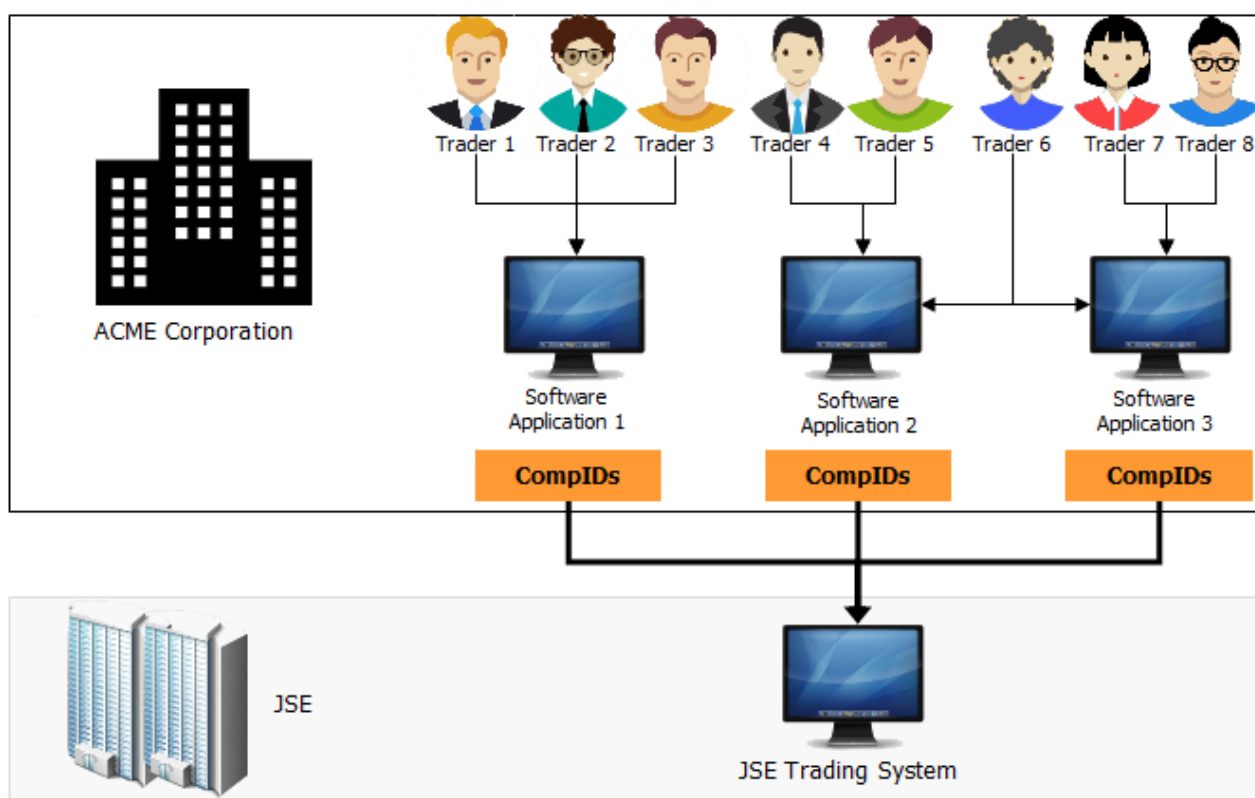 Trader 1
Trader 2
Trader 3
Trader 4
Trader 5
Trader 6
Trader 7
Trader 8
ACME Corporation
Software
Application 1
Software
Application 2
Software
Application 3
CompIDs
CompIDs
CompIDs
JSE
JSE Trading System